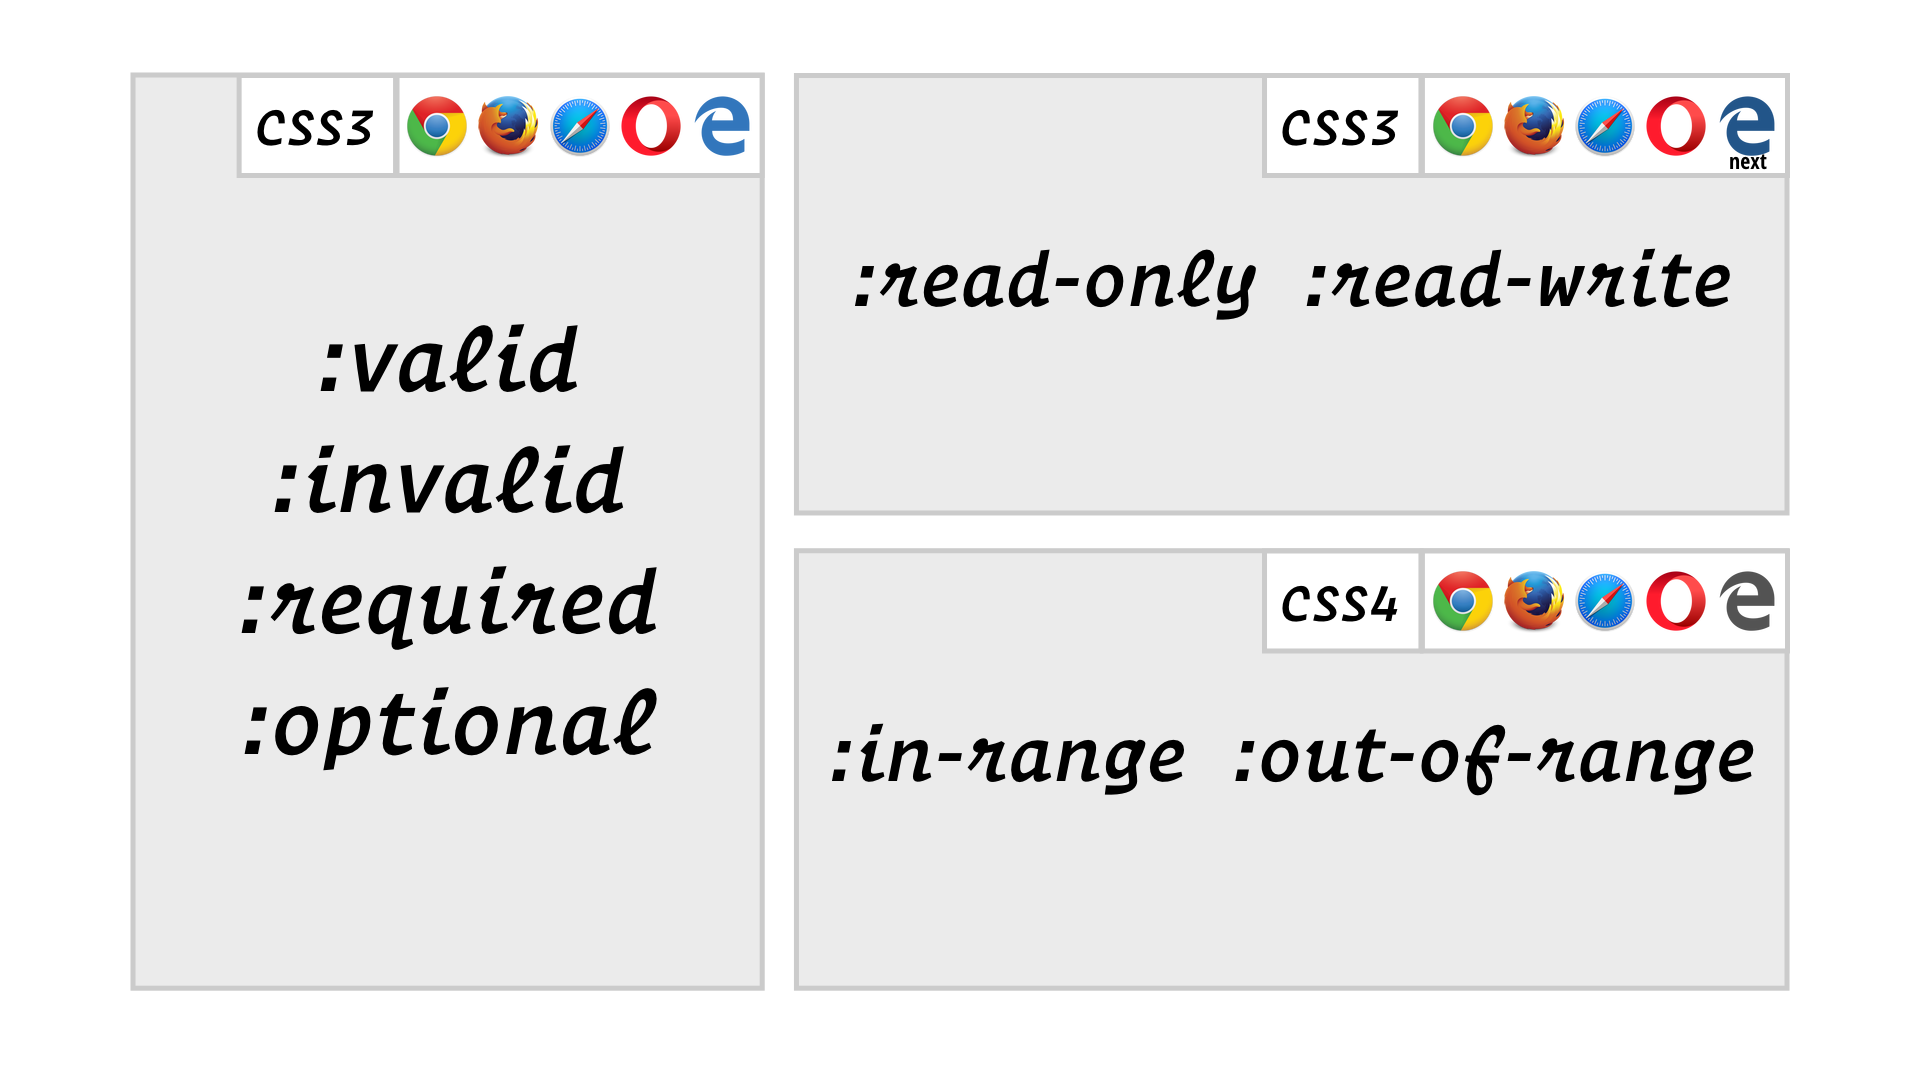 CSS3
:valid
:invalid
:required
:optional
CSS3
next
:read-only :read-write
CSS4
:in-range :out-of-range